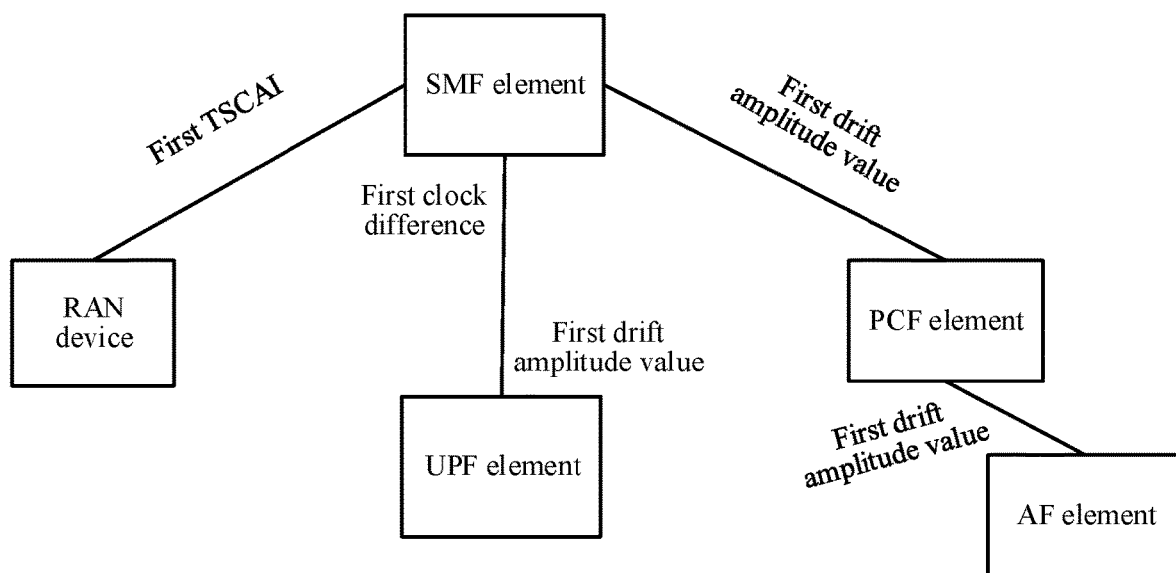 SMF element
First TSCAI
First drift
amplitude value
First clock
difference
RAN
device
First drift
amplitude value
PCF element
UPF element
First drift
amplitude value
AF element